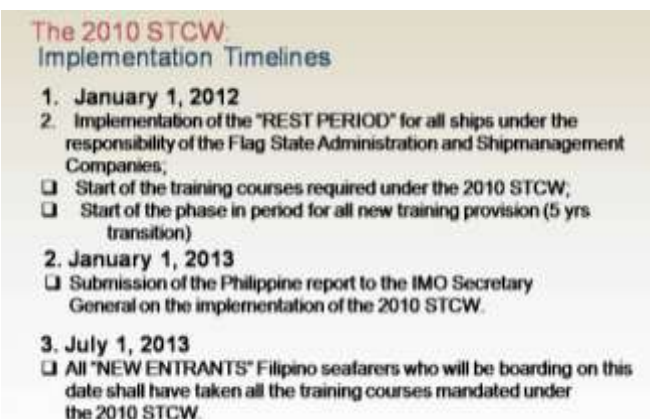 The 2010 STCW:
Implementation Timelines
1. January 1, 2012
2. Implementation of the "REST PERIOD" for all ships under the
responsibility of the Flag State Administration and Shipmanagement
Companies;
❑ Start of the training courses required under the 2010 STCW;
❑ Start of the phase in period for all new training provision (5 yrs
transition)
2. January 1, 2013
❑ Submission of the Philippine report to the IMO Secretary
General on the implementation of the 2010 STCW.
3. July 1, 2013
❑ All "NEW ENTRANTS" Filipino seafarers who will be boarding on this
date shall have taken all the training courses mandated under
the 2010 STCW.